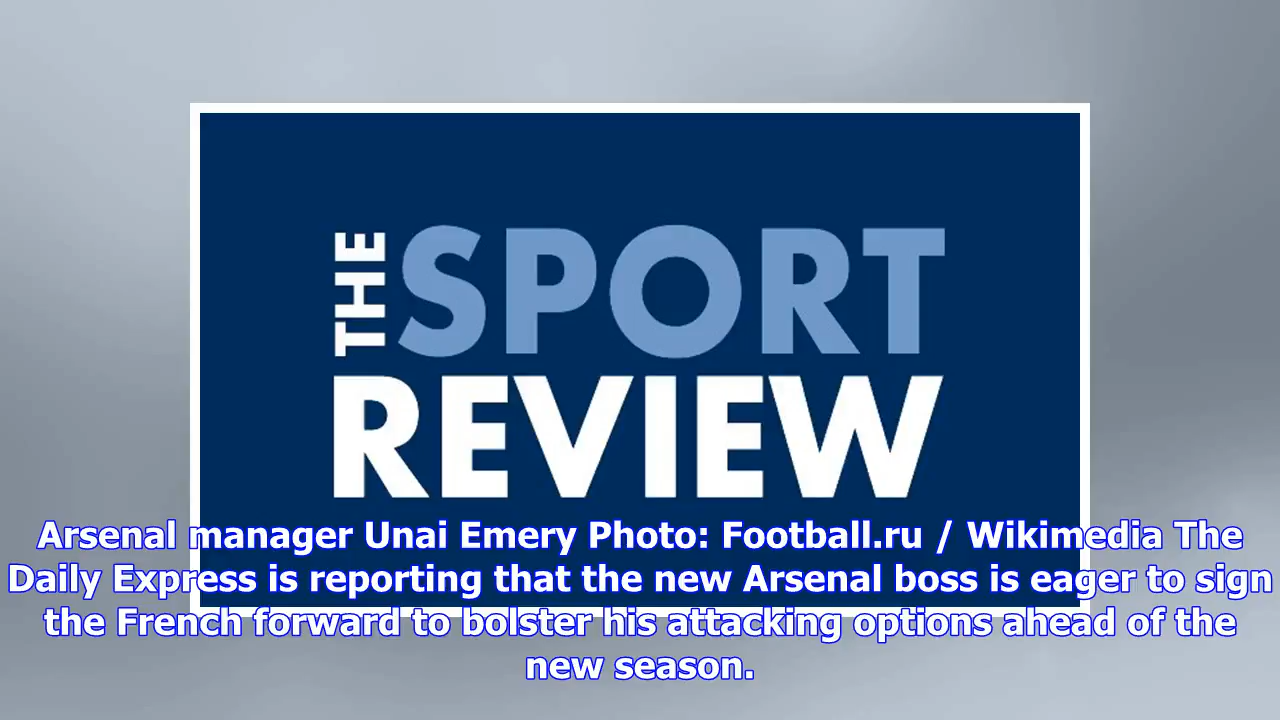 THE
SPORT
REVIEW
Arsenal manager Unai Emery Photo: Football.ru / Wikimedia The
Daily Express is reporting that the new Arsenal boss is eager to sign
the French forward to bolster his attacking options ahead of the
new season.